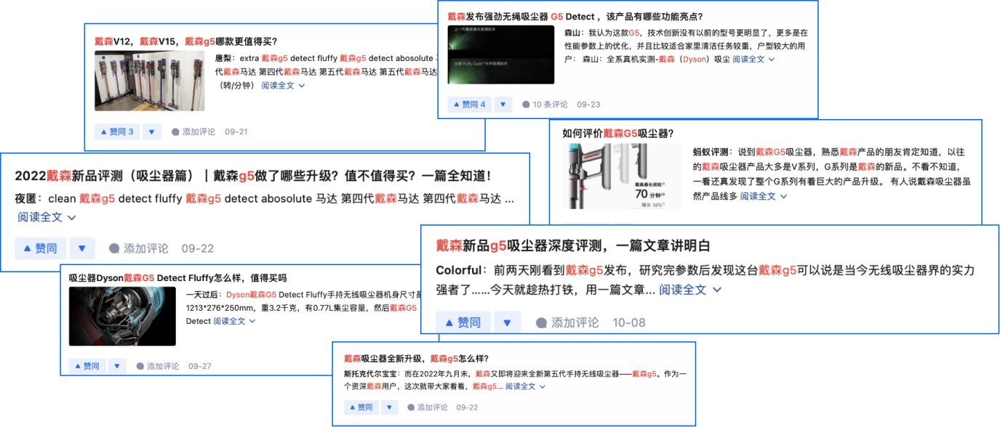 戴森V12，戴森V15，戴森g5哪款更值得买？
唐梨：extra 戴森g5 detect fluffy 戴森g5 detect abosolute
代戴森马达 第四代戴森马达 第五代戴森马达 第五代戴森马达
（转/分钟） 阅读全文
赞同 3
添加评论
09-21
戴森发布强劲无绳吸尘器 G5 Detect ，该产品有哪些功能亮点？
上一代戴森激光探测技术
全新 Fluffy Optic™光学探测技术
森山：我认为这款G5，技术创新没有以前的型号更明显了，更多是在
性能参数上的优化，并且比较适合家里清洁任务较重，户型较大的用
户： 森山：全系真机实测-戴森（Dyson）吸尘 阅读全文
赞同 4
10 条评论
09-23
如何评价戴森G5吸尘器？
戴森最长续航
70 分钟
增长 16%
蚂蚁评测：说到戴森G5吸尘器，熟悉戴森产品的朋友肯定知道，以往
的戴森吸尘器产品大多是V系列，G系列是戴森的新品。不看不知道，
一看还真发现了整个G系列有着巨大的产品升级。 有人说戴森吸尘器虽
然产品线多 阅读全文
2022戴森新品评测（吸尘器篇）｜戴森g5做了哪些升级？值不值得买？一篇全知道！
夜匿：clean 戴森g5 detect fluffy 戴森g5 detect abosolute 马达 第四代戴森马达 第四代戴森马达 ...
阅读全文
赞同
添加评论
09-22
戴森新品g5吸尘器深度评测，一篇文章讲明白
Colorful：前两天刚看到戴森g5发布，研究完参数后发现这台戴森g5可以说是当今无线吸尘器界的实力
强者了……今天就趁热打铁，用一篇文章... 阅读全文
赞同
添加评论
10-08
吸尘器Dyson戴森G5 Detect Fluffy怎么样，值得买吗
一天过后：Dyson戴森G5 Detect Fluffy手持无线吸尘器机身尺寸是
1213*276*250mm，重3.2千克，有0.77L集尘容量，然后戴森G5
Detect 阅读全文
赞同
添加评论
09-27
戴森吸尘器全新升级，戴森g5怎么样？
斯托克代尔宝宝：而在2022年九月末，戴森又即将迎来全新第五代手持无线吸尘器——戴森g5。作为一
个资深戴森用户，这次就带大家看看，戴森g5... 阅读全文
赞同
添加评论
09-22